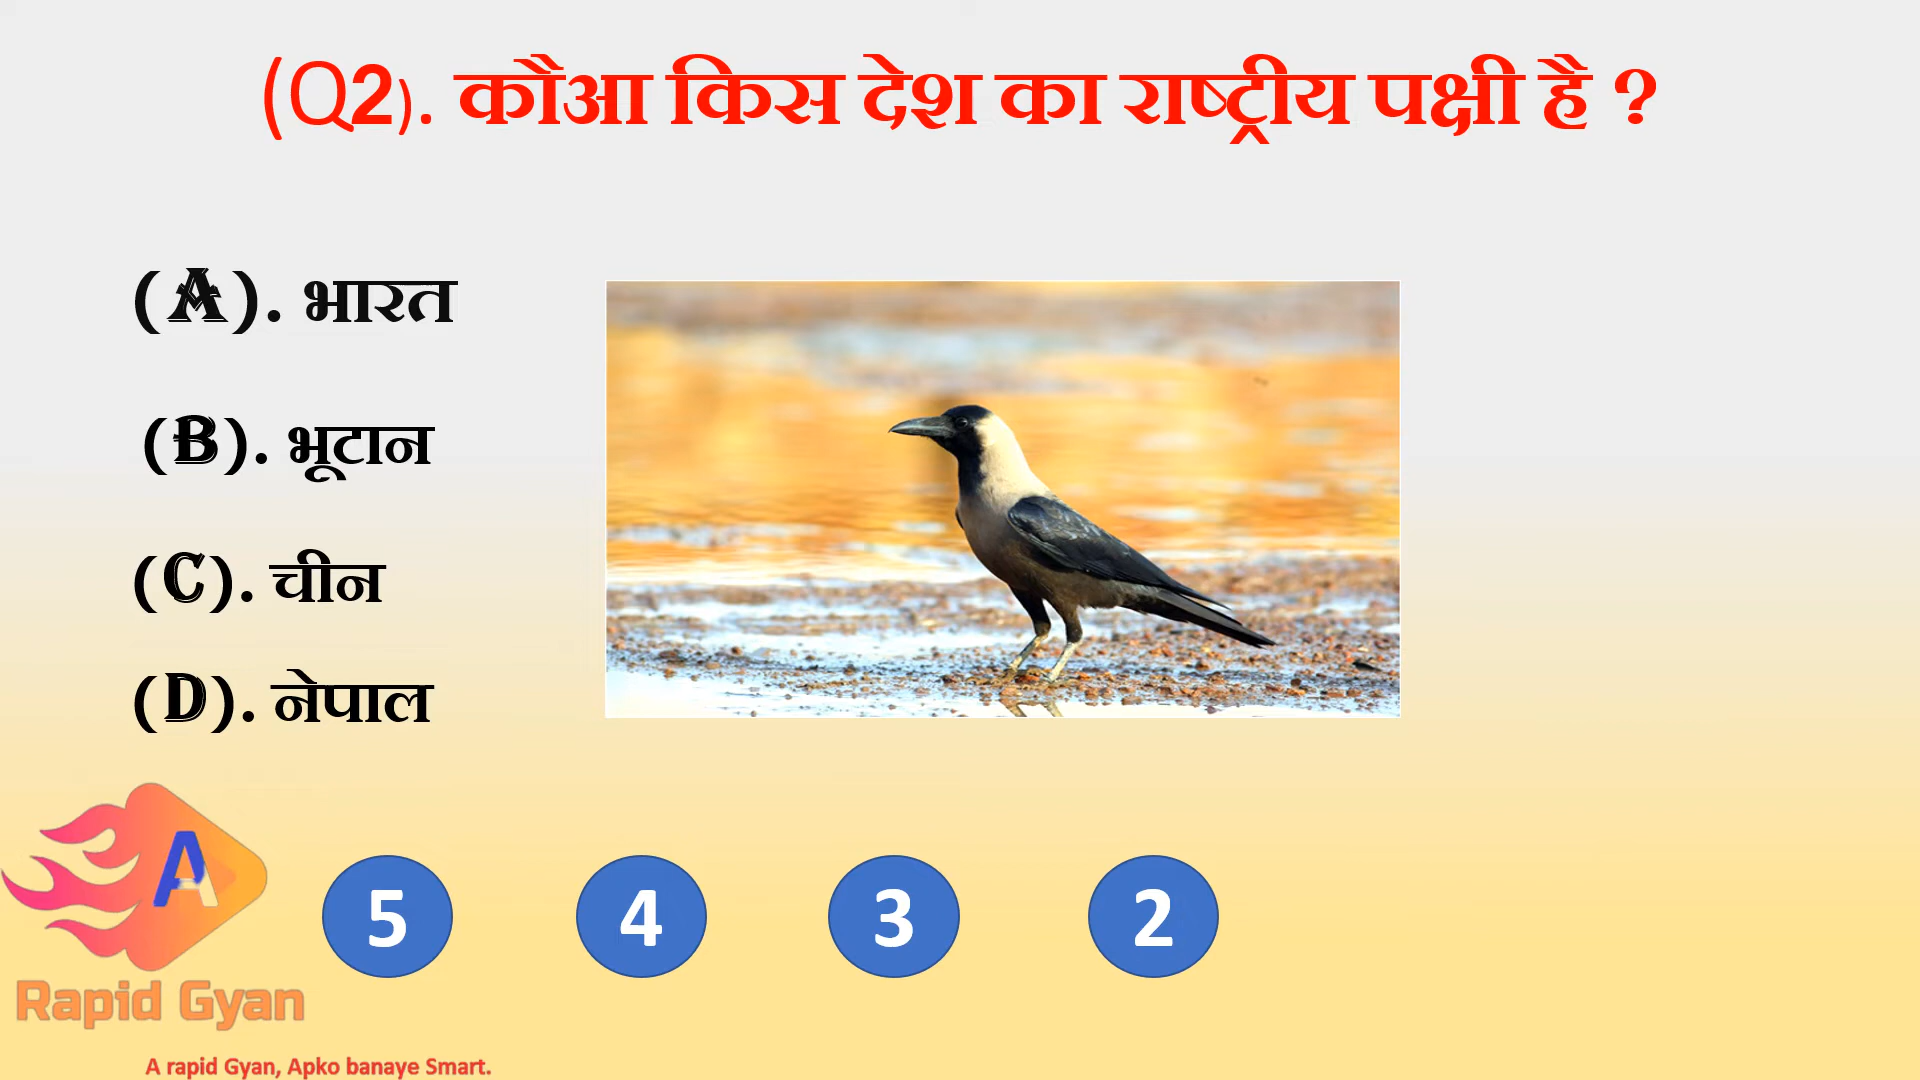 (Q2). कौआ किस देश का राष्ट्रीय पक्षी है ?
(A). भारत
(B). भूटान
(C). चीन
(D). नेपाल
A
5 4 3 2
Rapid Gyan
A rapid Gyan, Apko banaye Smart.